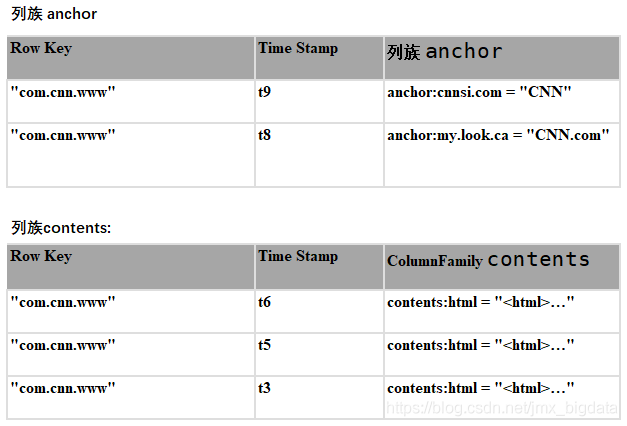 列族 anchor
Row Key Time Stamp 列族 anchor
"com.cnn.www" t9 anchor:cnnsi.com = "CNN"
"com.cnn.www" t8 anchor:my.look.ca = "CNN.com"
列族contents:
Row Key Time Stamp ColumnFamily contents
"com.cnn.www" t6 contents:html = "<html>…"
"com.cnn.www" t5 contents:html = "<html>…"
"com.cnn.www" t3 contents:html = "<html>…"
https://blog.csdn.net/jmx_bigdata